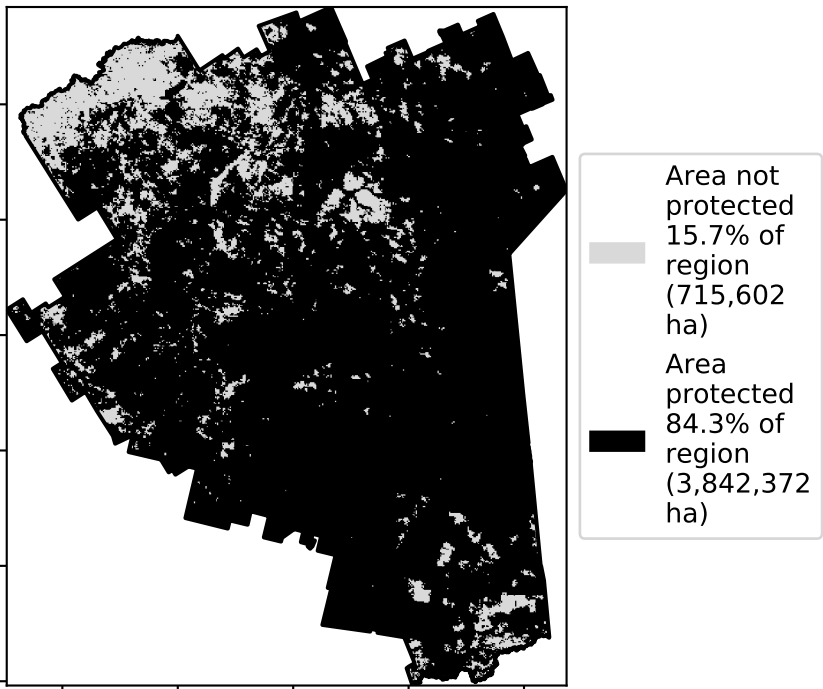 Area not
protected
15.7% of
region
(715,602
ha)
Area
protected
84.3% of
region
(3,842,372
ha)